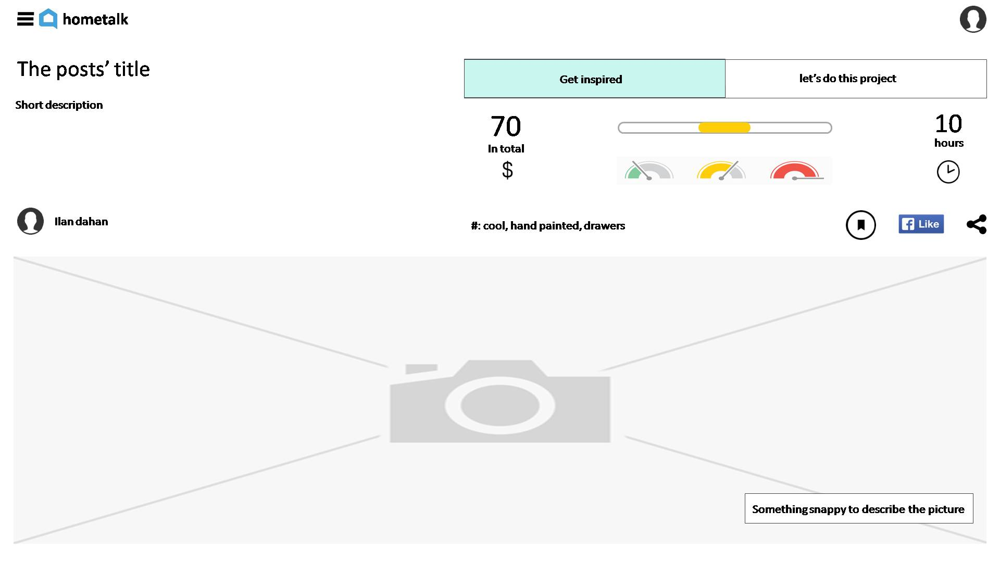 hometalk
The posts’ title
Short description
Get inspired
let’s do this project
70
In total
$
10
hours
Ilan dahan
#: cool, hand painted, drawers
Like
Something snappy to describe the picture